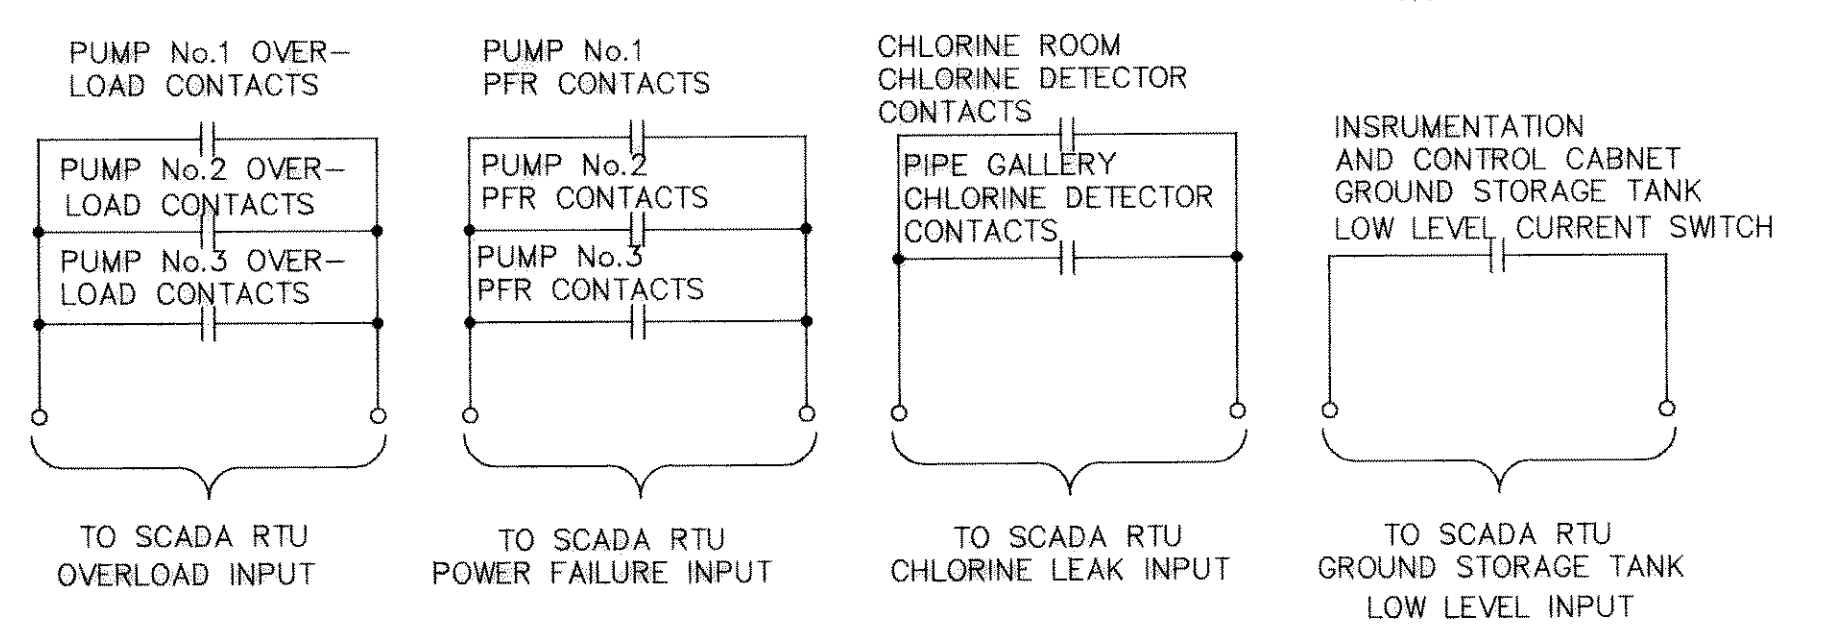 PUMP No.1 OVER-
LOAD CONTACTS
PUMP No.2 OVER-
LOAD CONTACTS
PUMP No.3 OVER-
LOAD CONTACTS
TO SCADA RTU
OVERLOAD INPUT
PUMP No.1
PFR CONTACTS
PUMP No.2
PFR CONTACTS
PUMP No.3
PFR CONTACTS
TO SCADA RTU
POWER FAILURE INPUT
CHLORINE ROOM
CHLORINE DETECTOR
CONTACTS
PIPE GALLERY
CHLORINE DETECTOR
CONTACTS
TO SCADA RTU
CHLORINE LEAK INPUT
INSRUMENTATION
AND CONTROL CABNET
GROUND STORAGE TANK
LOW LEVEL CURRENT SWITCH
TO SCADA RTU
GROUND STORAGE TANK
LOW LEVEL INPUT